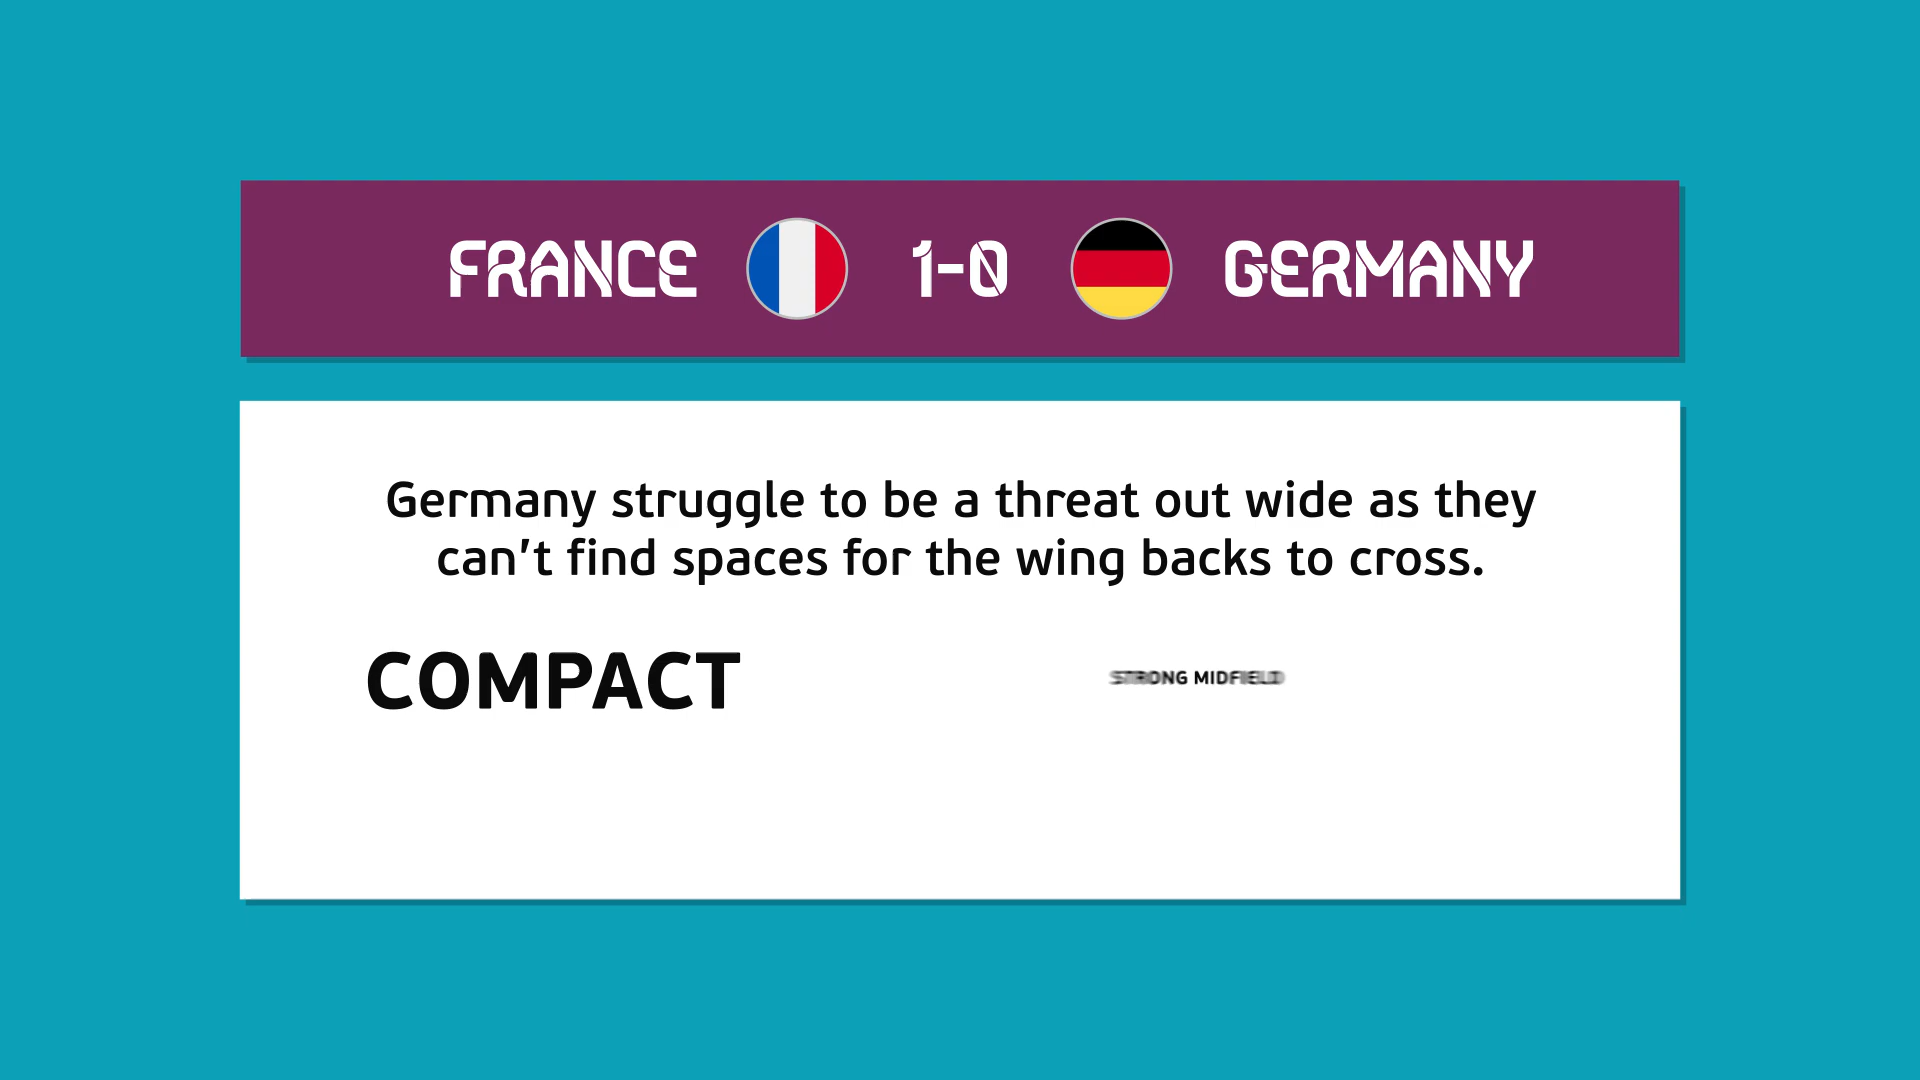 FRANCE 1-0 GERMANY
Germany struggle to be a threat out wide as they
can't find spaces for the wing backs to cross.
COMPACT STRONG MIDFIELD